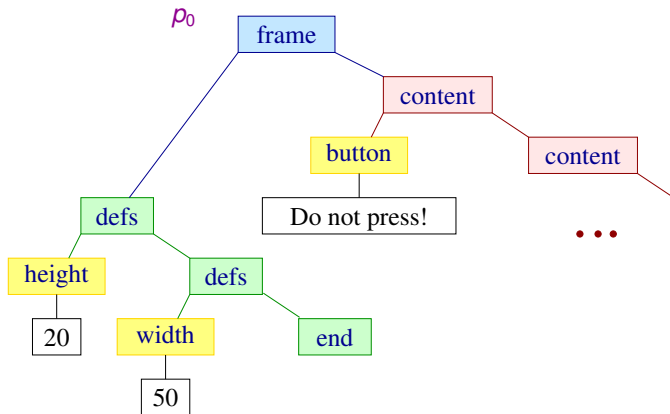 p0
frame
content
button
content
Do not press!
defs
height
defs
20
width
end
50